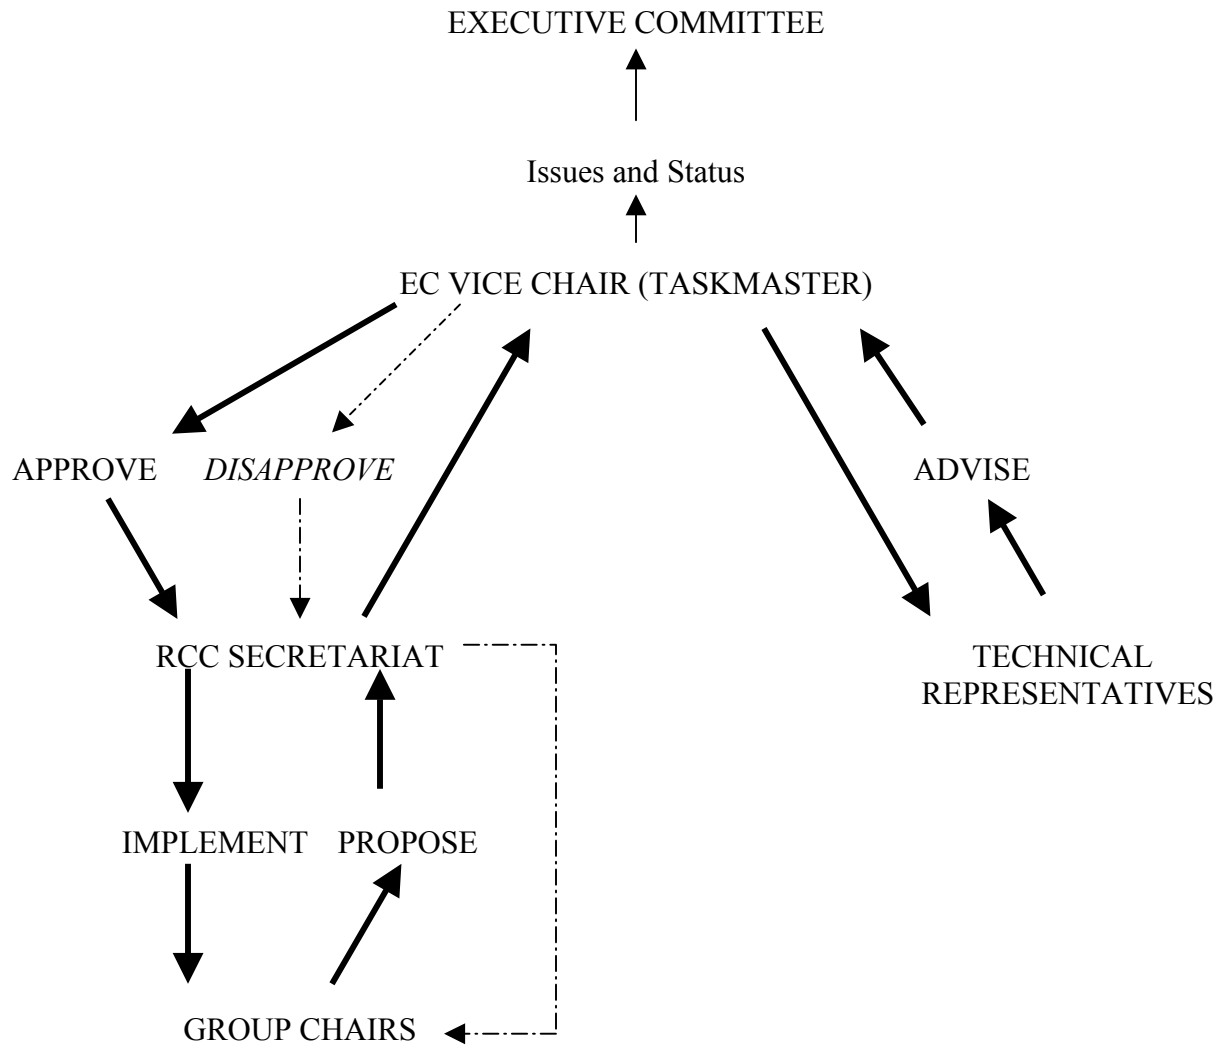 EXECUTIVE COMMITTEE
Issues and Status
EC VICE CHAIR (TASKMASTER)
APPROVE
DISAPPROVE
ADVISE
RCC SECRETARIAT
TECHNICAL
REPRESENTATIVES
IMPLEMENT
PROPOSE
GROUP CHAIRS